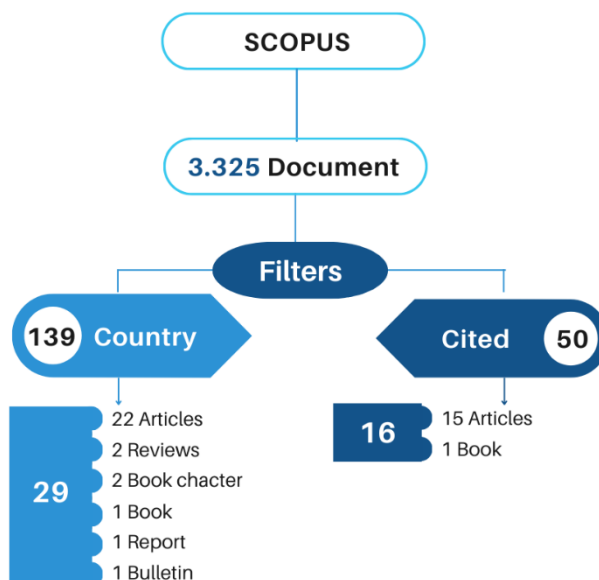 SCOPUS
3.325 Document
Filters
139 Country
Cited 50
29
22 Articles
2 Reviews
2 Book chacter
1 Book
1 Report
1 Bulletin
16
15 Articles
1 Book